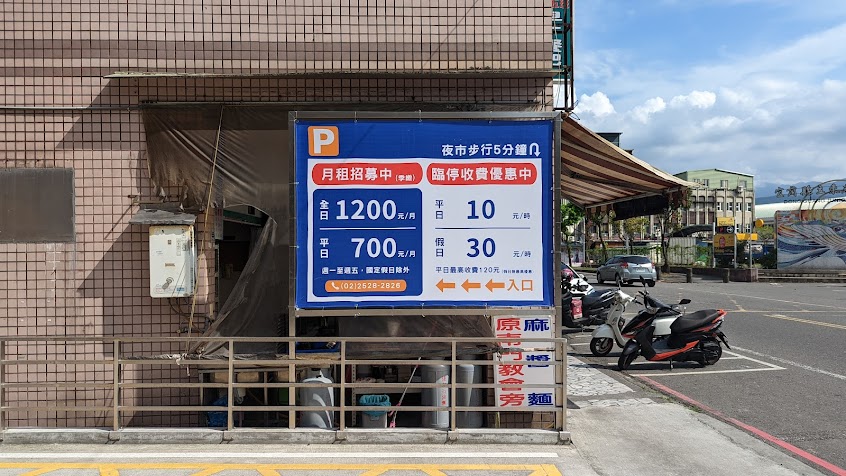 P
夜市步行5分鐘
月租招募中(季繳)
全日 1200元/月
平日 700元/月
週一至週五，國定假日除外
(02)2528-2826
臨停收費優惠中
平日 10 元/時
假日 30 元/時
平日最高收費120元
←←←入口
麻醬麵
原南門教會旁